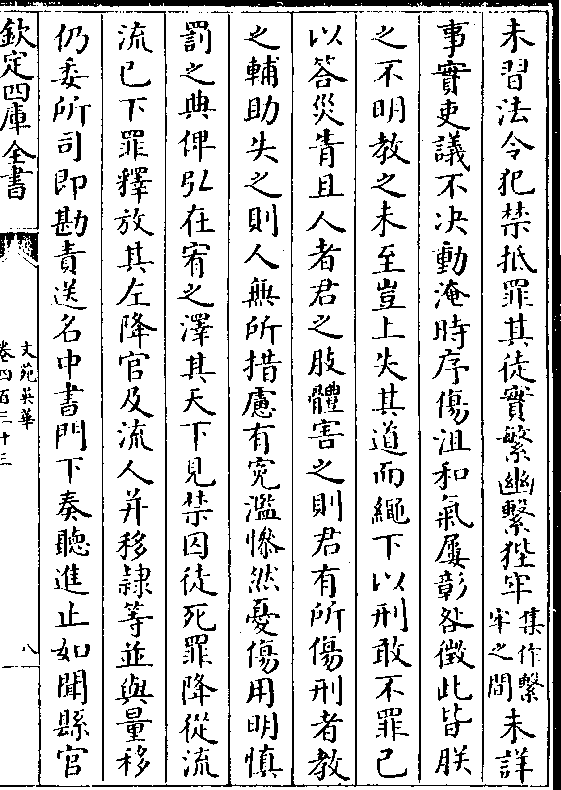 未習法令犯禁抵罪其徒實繁幽繫狴牢集作繫牢之間未詳
事實吏議不决動淹時序傷沮和氣屢彰咎徴此皆朕
之不明教之未至豈上失其道而繩下以刑敢不罪己
以答災眚且人者君之肢體害之則君有所傷刑者教
之輔助失之則人無所措慮有寃濫惨然憂傷用明慎
罰之典俾弘在宥之澤其天下見禁囚徒死罪降從流
流已下罪釋放其左降官及流人并移隸等並與量移
仍委所司即勘責送名中書門下奏聽進止如聞縣官
欽定四庫全書
文苑英華
卷四百三十三
八